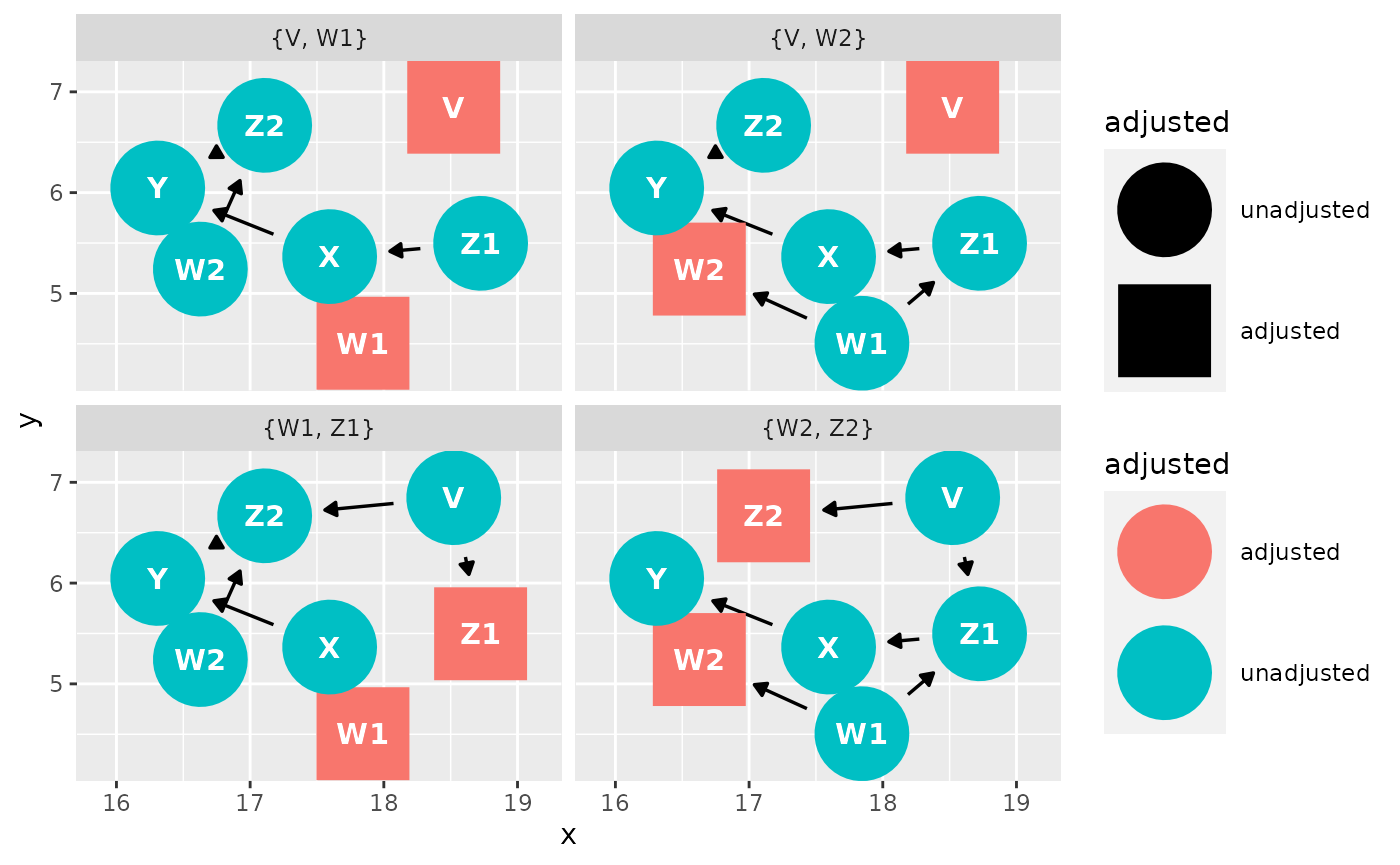 {V, W1}
{V, W2}
7
6
5
Z2
V
Y
Z1
X
W2
W1
Z2
V
Y
Z1
X
W2
W1
y
{W1, Z1}
{W2, Z2}
7
6
5
V
Z2
Y
Z1
X
W2
W1
V
Z2
Y
Z1
X
W2
W1
16 17 18 19
16 17 18 19
x
adjusted
unadjusted
adjusted
adjusted
adjusted
unadjusted